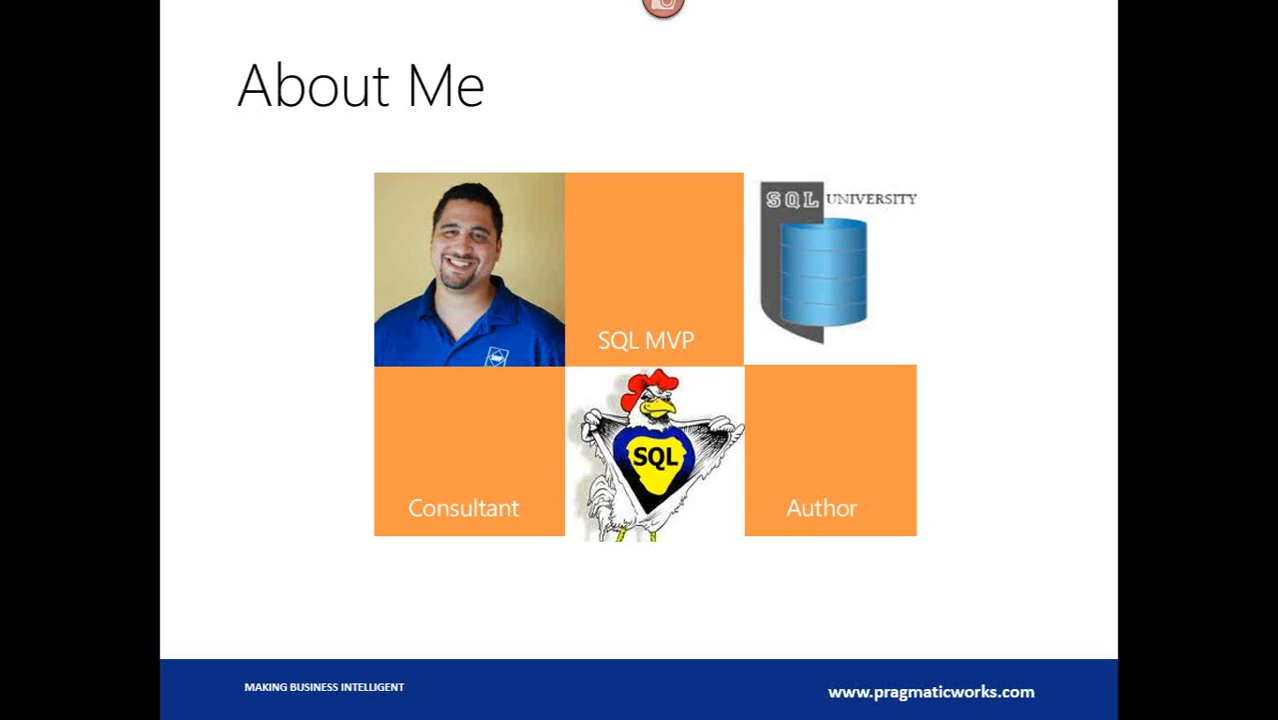 About Me
SQL UNIVERSITY
SQL MVP
SQL
Consultant
Author
MAKING BUSINESS INTELLIGENT
www.pragmaticworks.com